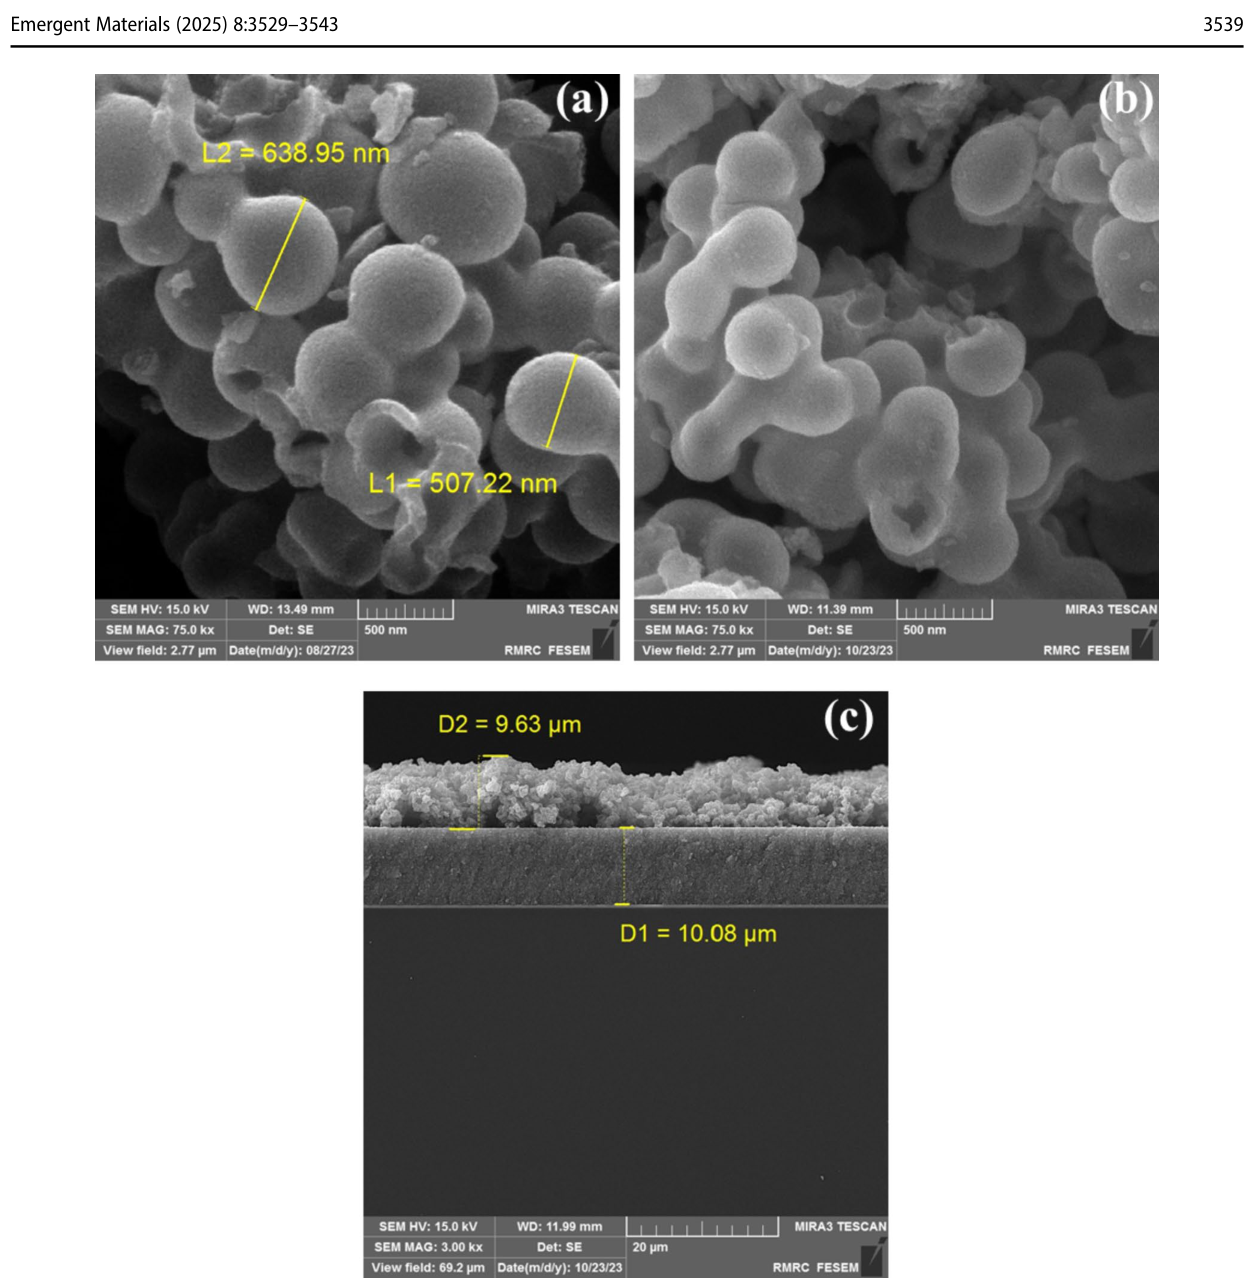 Emergent Materials (2025) 8:3529–3543 3539
(a)
L2 = 638.95 nm
L1 = 507.22 nm
SEM HV: 15.0 kV WD: 13.49 mm MIRA3 TESCAN
SEM MAG: 75.0 kx Det: SE 500 nm
View field: 2.77 µm Date(m/d/y): 08/27/23 RMRC FESEM
(b)
SEM HV: 15.0 kV WD: 11.39 mm MIRA3 TESCAN
SEM MAG: 75.0 kx Det: SE 500 nm
View field: 2.77 µm Date(m/d/y): 10/23/23 RMRC FESEM
(c)
D2 = 9.63 µm
D1 = 10.08 µm
SEM HV: 15.0 kV WD: 11.99 mm MIRA3 TESCAN
SEM MAG: 3.00 kx Det: SE 20 µm
View field: 69.2 µm Date(m/d/y): 10/23/23 RMRC FESEM